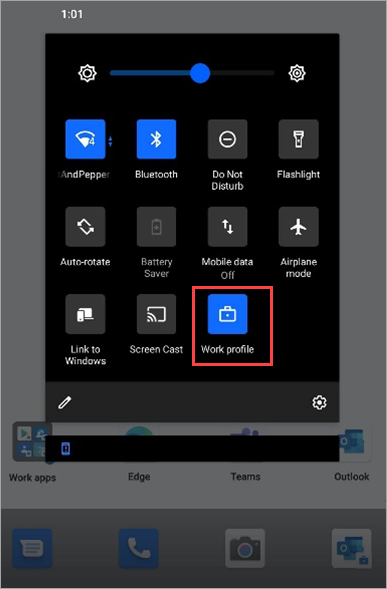 1:01
4
AndPepper
Bluetooth
Do Not
Disturb
Flashlight
Auto-rotate
Battery
Saver
Mobile data
Off
Airplane
mode
Link to
Windows
Screen Cast
Work profile
Work apps
Edge
Teams
Outlook